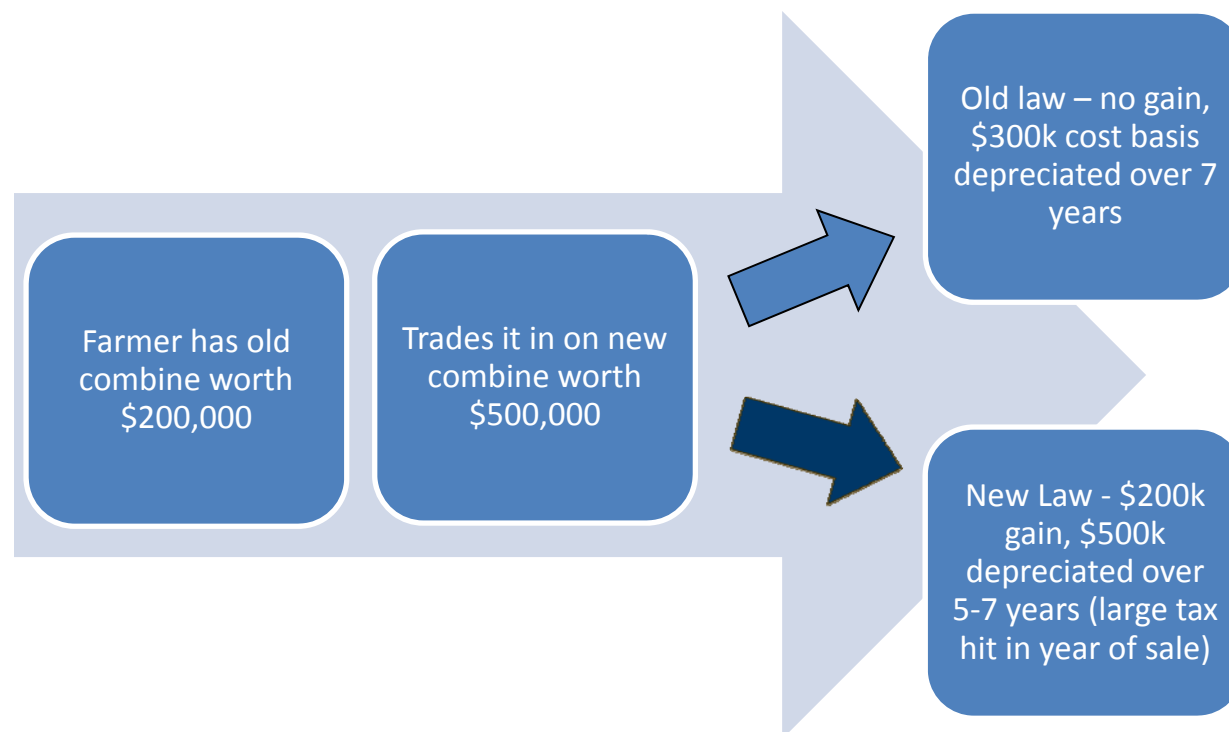 Farmer has old
combine worth
$200,000
Trades it in on new
combine worth
$500,000
Old law – no gain,
$300k cost basis
depreciated over 7
years
New Law - $200k
gain, $500k
depreciated over
5-7 years (large tax
hit in year of sale)